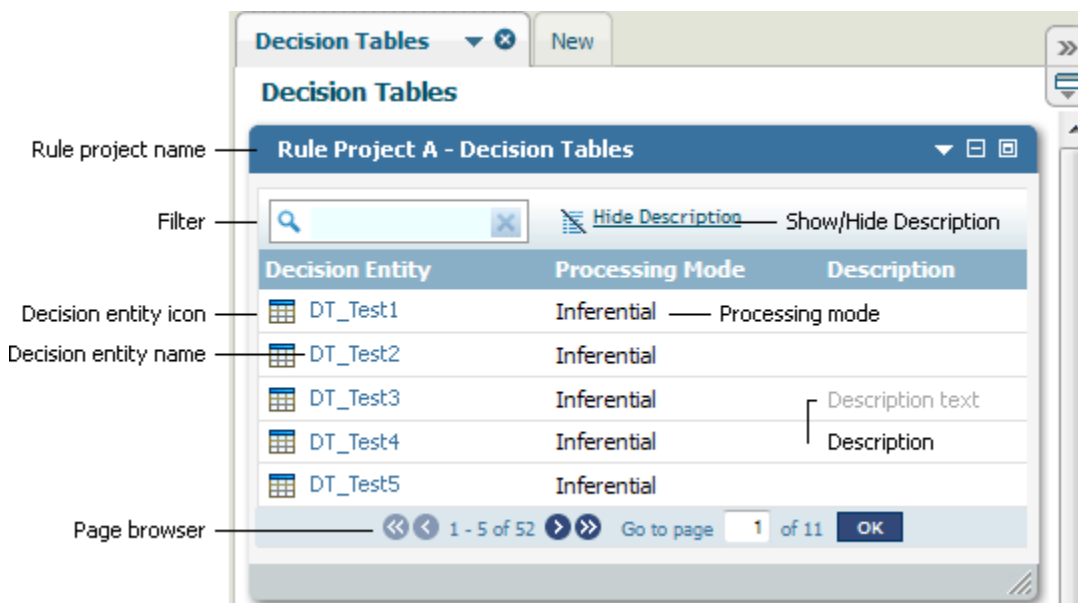 Decision Tables
New
Decision Tables
Rule project name
Rule Project A - Decision Tables
Filter
Hide Description
Show/Hide Description
Decision Entity Processing Mode Description
Decision entity icon
DT_Test1 Inferential
Processing mode
Decision entity name
DT_Test2 Inferential
DT_Test3 Inferential Description text
DT_Test4 Inferential
Description
DT_Test5 Inferential
Page browser
1 - 5 of 52 Go to page 1 of 11 OK